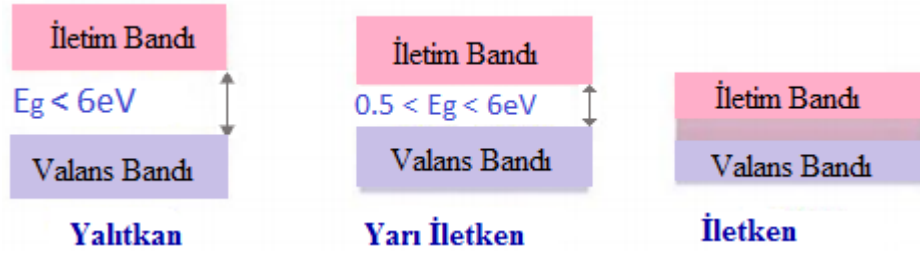 İletim Bandı
Eg < 6eV
Valans Bandı
Yalıtkan
İletim Bandı
0.5 < Eg < 6eV
Valans Bandı
Yarı İletken
İletim Bandı
Valans Bandı
İletken